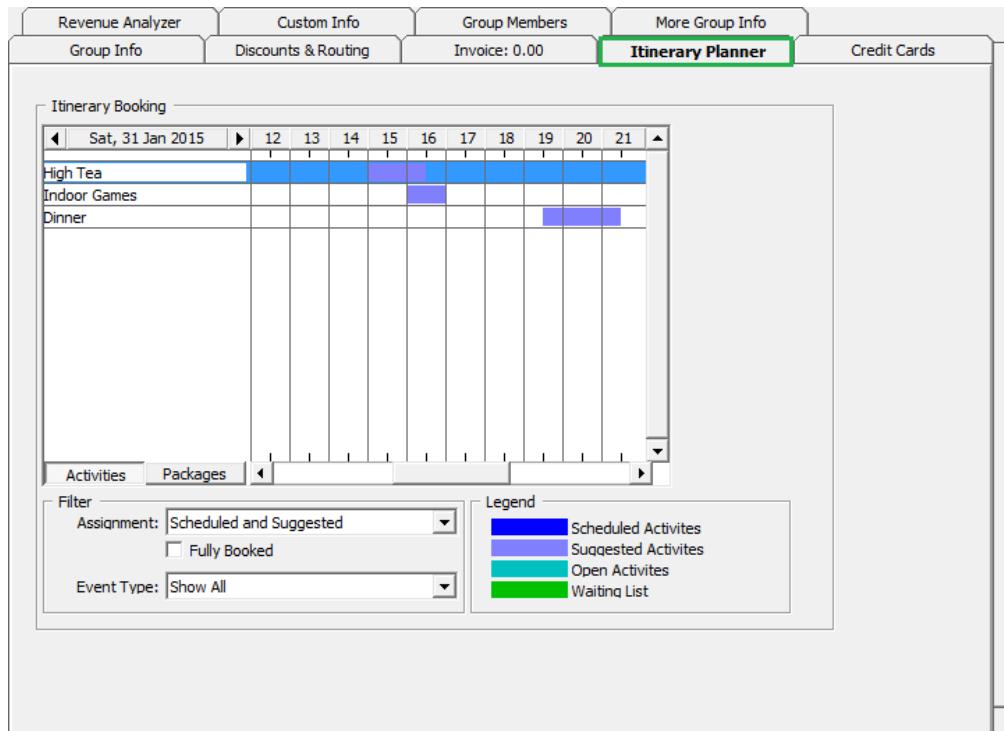 Revenue Analyzer Custom Info Group Members More Group Info
Group Info Discounts & Routing Invoice: 0.00 Itinerary Planner Credit Cards
Itinerary Booking
Sat, 31 Jan 2015 12 13 14 15 16 17 18 19 20 21
High Tea
Indoor Games
Dinner
Activities Packages
Filter Legend
Assignment: Scheduled and Suggested Scheduled Activites
Fully Booked Suggested Activites
Open Activites
Event Type: Show All Waiting List